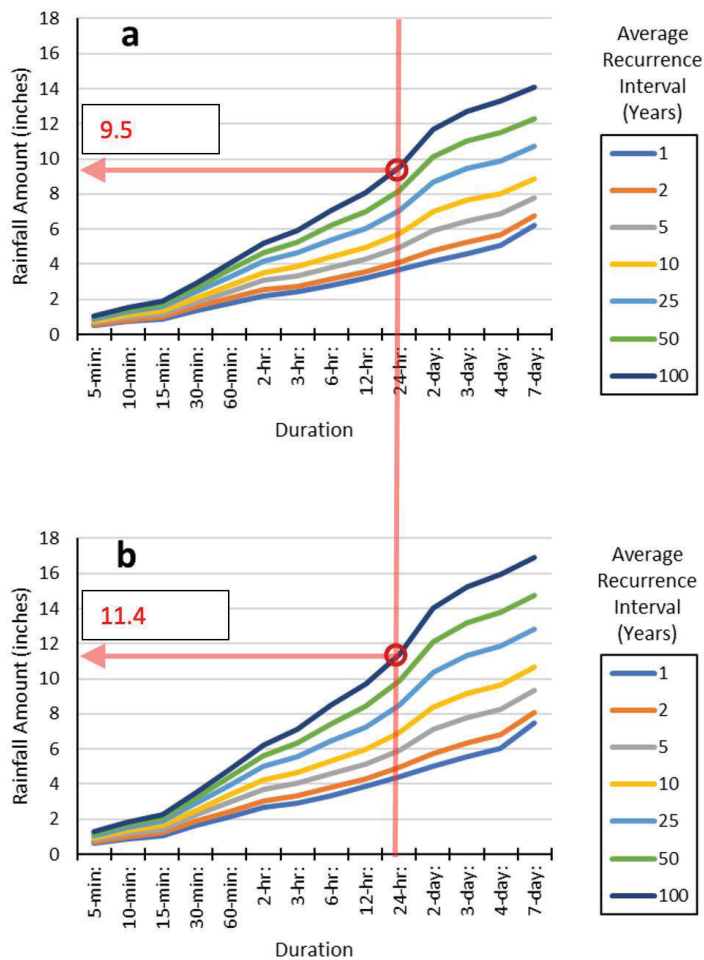 a
18
16
14
12
10
8
6
4
2
0
Rainfall Amount (inches)
9.5
5-min:
10-min:
15-min:
30-min:
60-min:
2-hr:
3-hr:
6-hr:
12-hr:
24-hr:
2-day:
3-day:
4-day:
7-day:
Duration
Average
Recurrence
Interval
(Years)
1
2
5
10
25
50
100
b
18
16
14
12
10
8
6
4
2
0
Rainfall Amount (inches)
11.4
5-min:
10-min:
15-min:
30-min:
60-min:
2-hr:
3-hr:
6-hr:
12-hr:
24-hr:
2-day:
3-day:
4-day:
7-day:
Duration
Average
Recurrence
Interval
(Years)
1
2
5
10
25
50
100